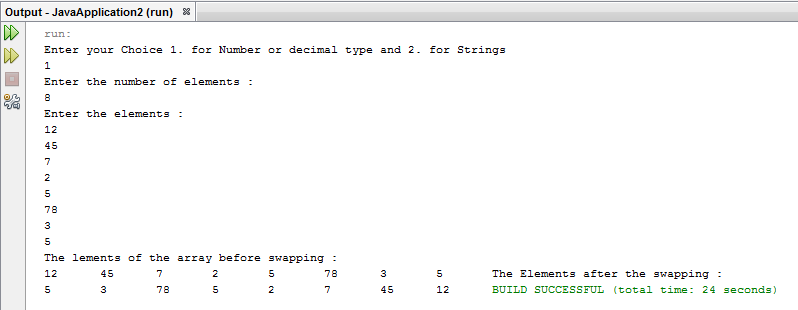 Output - JavaApplication2 (run)
run:
Enter your Choice 1. for Number or decimal type and 2. for Strings
1
Enter the number of elements :
8
Enter the elements :
12
45
7
2
5
78
3
5
The lements of the array before swapping :
12 45 7 2 5 78 3 5 The Elements after the swapping :
5 3 78 5 2 7 45 12 BUILD SUCCESSFUL (total time: 24 seconds)